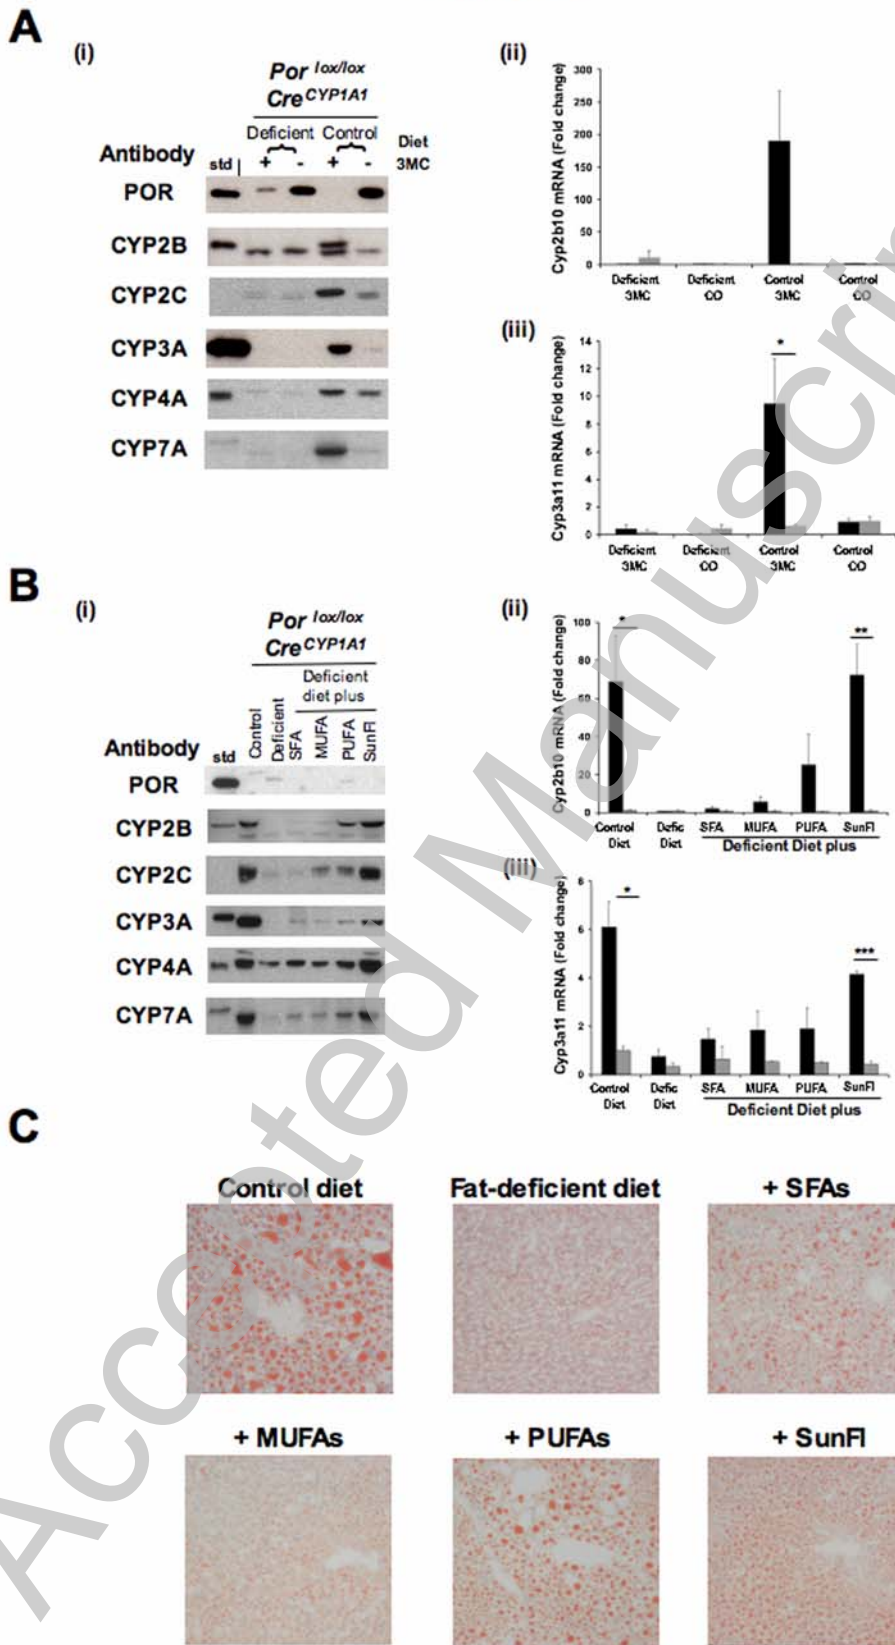 A
(i)
Por lox/lox
Cre CYP1A1
Deficient Control Diet
Antibody std + - + - 3MC
POR
CYP2B
CYP2C
CYP3A
CYP4A
CYP7A
(ii)
Cyp2b10 mRNA (Fold change)
300
250
200
150
100
50
0
Deficient 3MC
Deficient CO
Control 3MC
Control CO
(iii)
Cyp3a11 mRNA (Fold change)
14
12
10
8
6
4
2
0
*
Deficient 3MC
Deficient CO
Control 3MC
Control CO
B
(i)
Por lox/lox
Cre CYP1A1
Deficient
diet plus
Antibody std Control Deficient SFA MUFA PUFA SunFl
POR
CYP2B
CYP2C
CYP3A
CYP4A
CYP7A
(ii)
Cyp2b10 mRNA (Fold change)
100
80
60
40
20
0
* **
Control Diet
Defic Diet
SFA MUFA PUFA SunFl
Deficient Diet plus
(iii)
Cyp3a11 mRNA (Fold change)
8
6
4
2
0
* ***
Control Diet
Defic Diet
SFA MUFA PUFA SunFl
Deficient Diet plus
C
Control diet Fat-deficient diet + SFAs
+ MUFAs + PUFAs + SunFl
Accepted Manuscrip